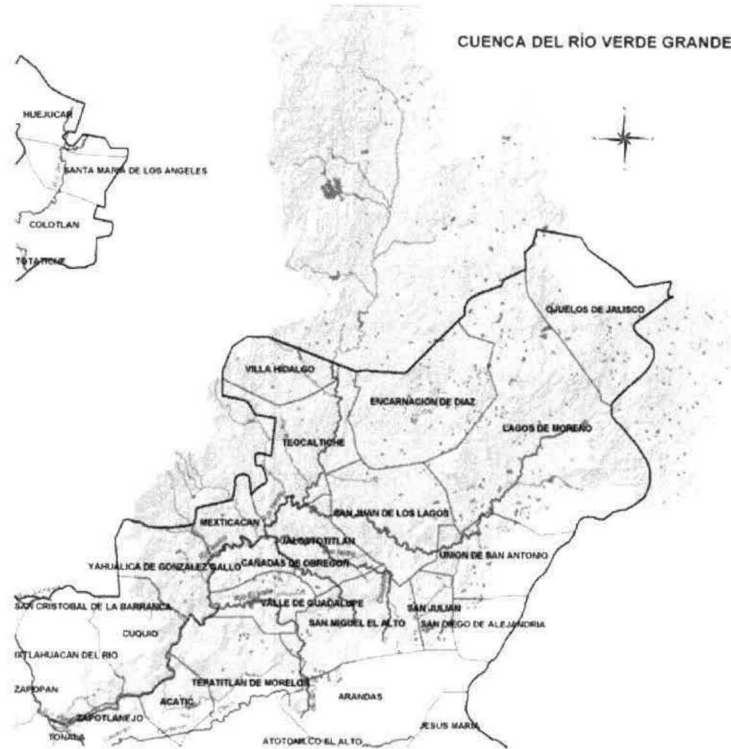 CUENCA DEL RÍO VERDE GRANDE
HUEJUCAR
SANTA MARIA DE LOS ANGELES
COLOTLAN
TOTATICHE
OJUELOS DE JALISCO
VILLA HIDALGO
ENCARNACION DE DIAZ
TEOCALTICHE
LAGOS DE MORENO
SAN JUAN DE LOS LAGOS
MEXTICACAN
JALOSTOTITLAN
UNION DE SAN ANTONIO
YAHUALICA DE GONZALEZ GALLO
CAÑADAS DE OBREGON
SAN CRISTOBAL DE LA BARRANCA
VALLE DE GUADALUPE
SAN JULIAN
SAN MIGUEL EL ALTO
SAN DIEGO DE ALEJANDRIA
CUQUIO
IXTLAHUACAN DEL RIO
TEPATITLAN DE MORELOS
ZAPOPAN
ACATIC
ARANDAS
ZAPOTLANEJO
TONALA
JESUS MARIA
ATOTONILCO EL ALTO